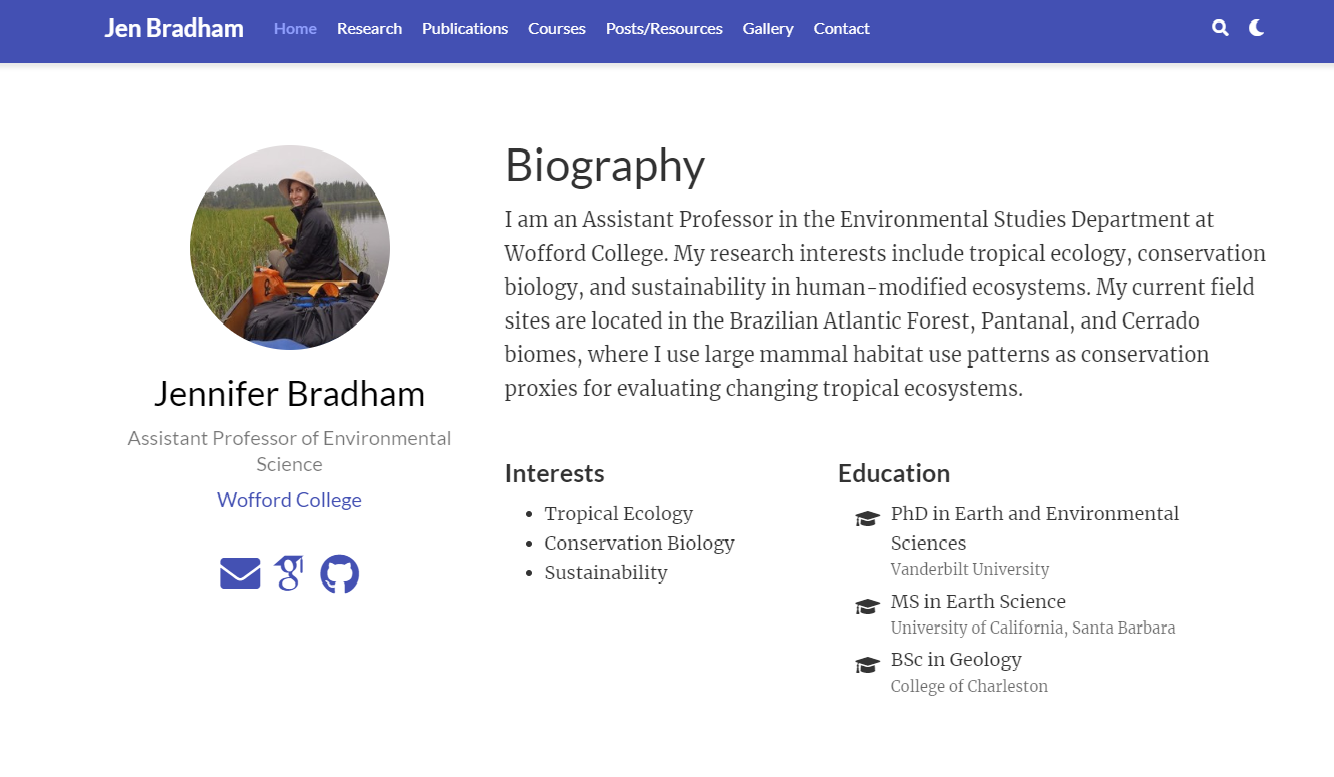 Jen Bradham Home Research Publications Courses Posts/Resources Gallery Contact
Jennifer Bradham
Assistant Professor of Environmental
Science
Wofford College
Biography
I am an Assistant Professor in the Environmental Studies Department at
Wofford College. My research interests include tropical ecology, conservation
biology, and sustainability in human-modified ecosystems. My current field
sites are located in the Brazilian Atlantic Forest, Pantanal, and Cerrado
biomes, where I use large mammal habitat use patterns as conservation
proxies for evaluating changing tropical ecosystems.
Interests
Tropical Ecology
Conservation Biology
Sustainability
Education
PhD in Earth and Environmental
Sciences
Vanderbilt University
MS in Earth Science
University of California, Santa Barbara
BSc in Geology
College of Charleston